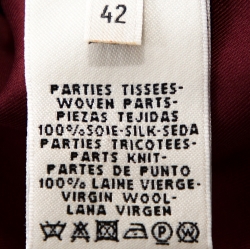 42
PARTIES TISSEES-
WOVEN PARTS-
PIEZAS TEJIDAS
100%SOIE-SILK-SEDA
PARTIES TRICOTEES-
PARTS KNIT-
PARTES DE PUNTO
100% LAINE VIERGE-
VIRGIN WOOL-
LANA VIRGEN